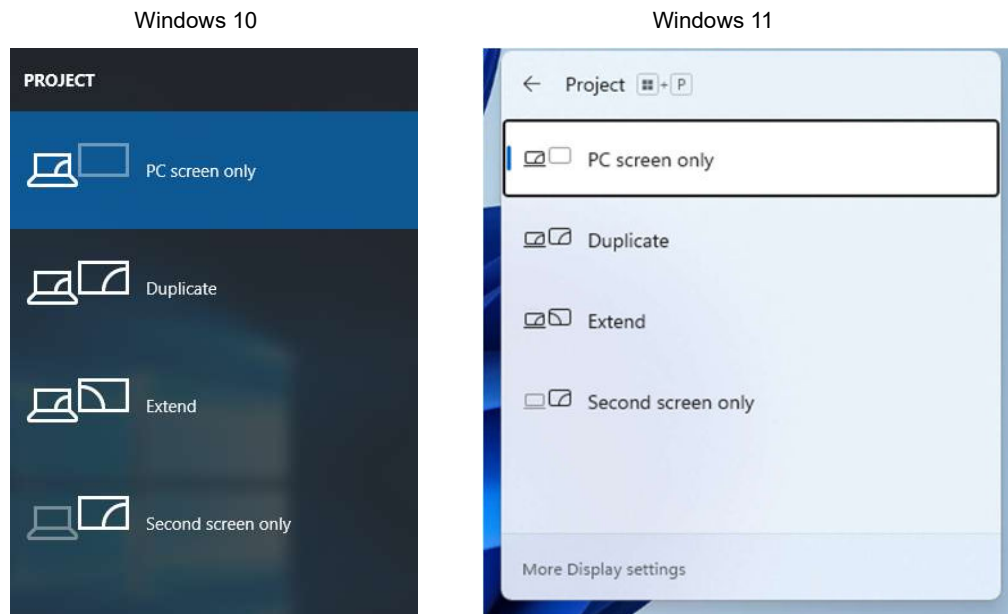 Windows 10
PROJECT
PC screen only
Duplicate
Extend
Second screen only
Windows 11
Project + P
PC screen only
Duplicate
Extend
Second screen only
More Display settings